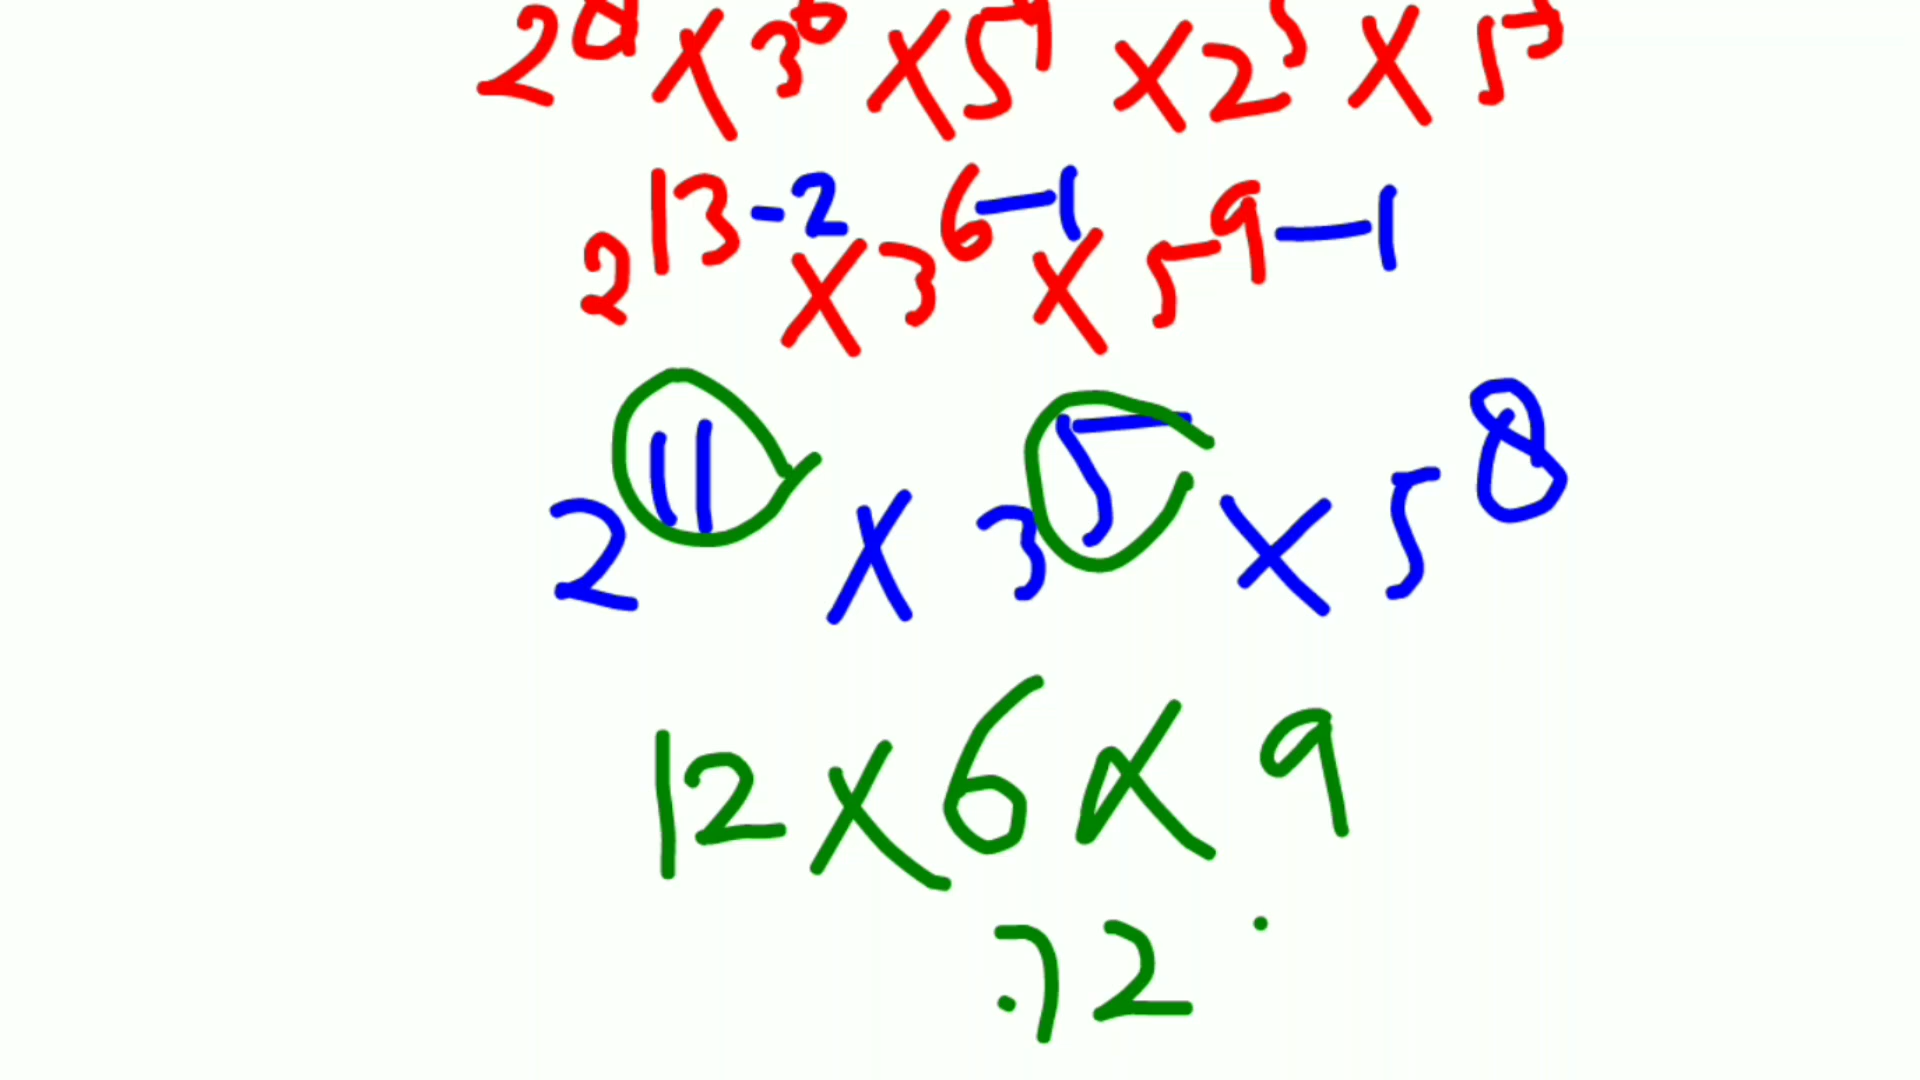 2⁸ × 3⁶ × 5⁹ × 2⁵ × 5
2¹³⁻² × 3⁶⁻¹ × 5⁹⁻¹
2¹¹ × 3⁵ × 5⁸
12 × 6 × 9
72